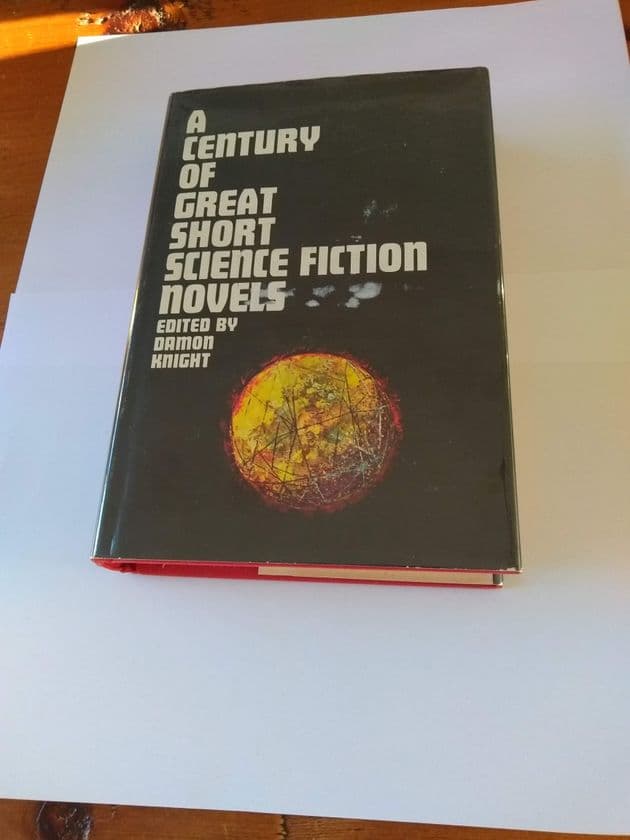 A
CENTURY
OF
GREAT
SHORT
SCIENCE FICTION
NOVELS
EDITED BY
DAMON
KNIGHT